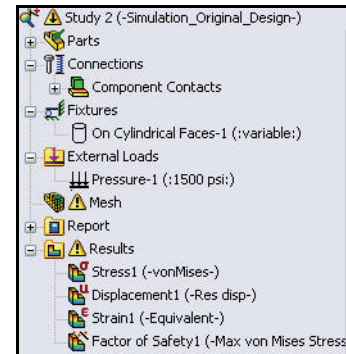 Study 2 (-Simulation_Original_Design-)
Parts
Connections
Component Contacts
Fixtures
On Cylindrical Faces-1 (:variable:)
External Loads
Pressure-1 (:1500 psi:)
Mesh
Report
Results
Stress1 (-vonMises-)
Displacement1 (-Res disp-)
Strain1 (-Equivalent-)
Factor of Safety1 (-Max von Mises Stress